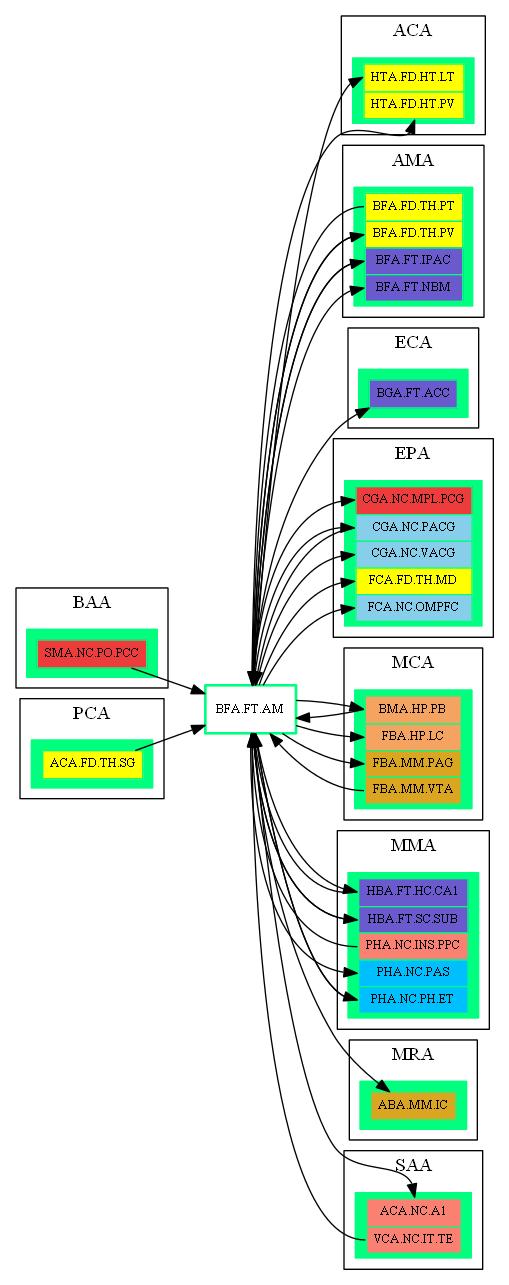 ACA
HTA.FD.HT.LT
HTA.FD.HT.PV
AMA
BFA.FD.TH.PT
BFA.FD.TH.PV
BFA.FT.IPAC
BFA.FT.NBM
ECA
BGA.FT.ACC
EPA
CGA.NC.MPL.PCG
CGA.NC.PACG
CGA.NC.VACG
FCA.FD.TH.MD
FCA.NC.OMPFC
BAA
SMA.NC.PO.PCC
PCA
ACA.FD.TH.SG
BFA.FT.AM
MCA
BMA.HP.PB
FBA.HP.LC
FBA.MM.PAG
FBA.MM.VTA
MMA
HBA.FT.HC.CA1
HBA.FT.SC.SUB
PHA.NC.INS.PPC
PHA.NC.PAS
PHA.NC.PH.ET
MRA
ABA.MM.IC
SAA
ACA.NC.A1
VCA.NC.IT.TE